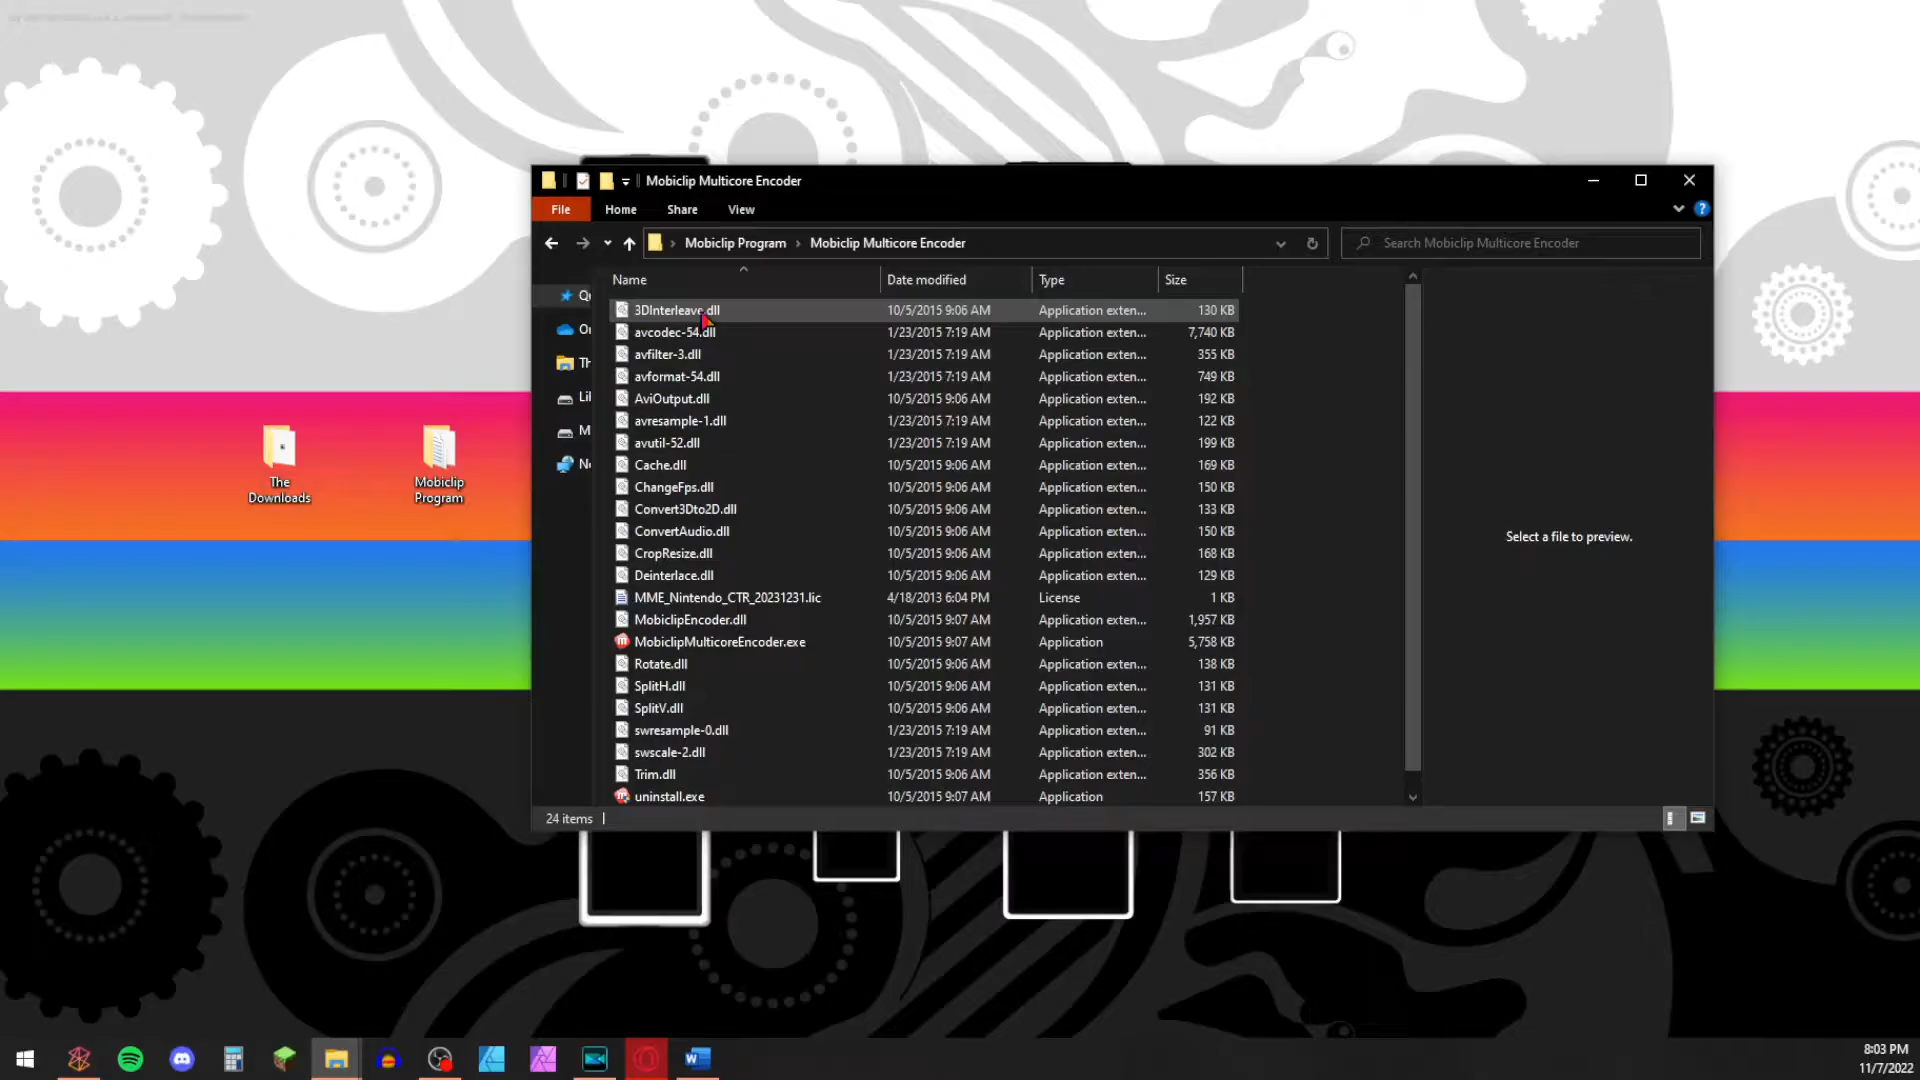 Mobiclip Multicore Encoder
File Home Share View
Mobiclip Program Mobiclip Multicore Encoder
Search Mobiclip Multicore Encoder
Name Date modified Type Size
3DInterleave.dll 10/5/2015 9:06 AM Application exten... 130 KB
avcodec-54.dll 1/23/2015 7:19 AM Application exten... 7,740 KB
avfilter-3.dll 1/23/2015 7:19 AM Application exten... 355 KB
avformat-54.dll 1/23/2015 7:19 AM Application exten... 749 KB
AviOutput.dll 10/5/2015 9:06 AM Application exten... 192 KB
avresample-1.dll 1/23/2015 7:19 AM Application exten... 122 KB
avutil-52.dll 1/23/2015 7:19 AM Application exten... 199 KB
Cache.dll 10/5/2015 9:06 AM Application exten... 169 KB
ChangeFps.dll 10/5/2015 9:06 AM Application exten... 150 KB
Convert3Dto2D.dll 10/5/2015 9:06 AM Application exten... 133 KB
ConvertAudio.dll 10/5/2015 9:06 AM Application exten... 150 KB
CropResize.dll 10/5/2015 9:06 AM Application exten... 168 KB
Deinterlace.dll 10/5/2015 9:06 AM Application exten... 129 KB
MME_Nintendo_CTR_20231231.lic 4/18/2013 6:04 PM License 1 KB
MobiclipEncoder.dll 10/5/2015 9:07 AM Application exten... 1,957 KB
MobiclipMulticoreEncoder.exe 10/5/2015 9:07 AM Application 5,758 KB
Rotate.dll 10/5/2015 9:06 AM Application exten... 138 KB
SplitH.dll 10/5/2015 9:06 AM Application exten... 131 KB
SplitV.dll 10/5/2015 9:06 AM Application exten... 131 KB
swresample-0.dll 1/23/2015 7:19 AM Application exten... 91 KB
swscale-2.dll 1/23/2015 7:19 AM Application exten... 302 KB
Trim.dll 10/5/2015 9:06 AM Application exten... 356 KB
uninstall.exe 10/5/2015 9:07 AM Application 157 KB
Qu
On
Th
Lil
M
Ne
Select a file to preview.
24 items
The
Downloads
Mobiclip
Program
8:03 PM
11/7/2022